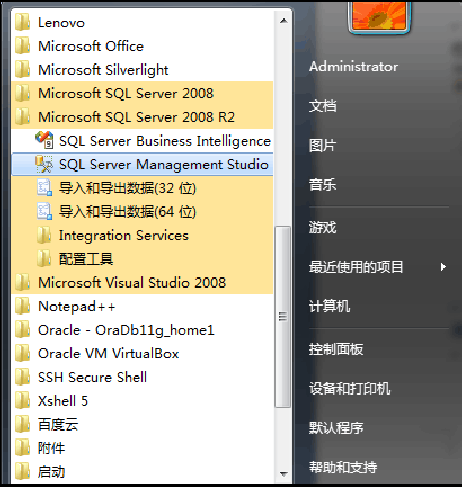 Lenovo
Microsoft Office
Microsoft Silverlight
Microsoft SQL Server 2008
Microsoft SQL Server 2008 R2
SQL Server Business Intelligence
SQL Server Management Studio
导入和导出数据(32 位)
导入和导出数据(64 位)
Integration Services
配置工具
Microsoft Visual Studio 2008
Notepad++
Oracle - OraDb11g_home1
Oracle VM VirtualBox
SSH Secure Shell
Xshell 5
百度云
附件
启动
Administrator
文档
图片
音乐
游戏
最近使用的项目
计算机
控制面板
设备和打印机
默认程序
帮助和支持